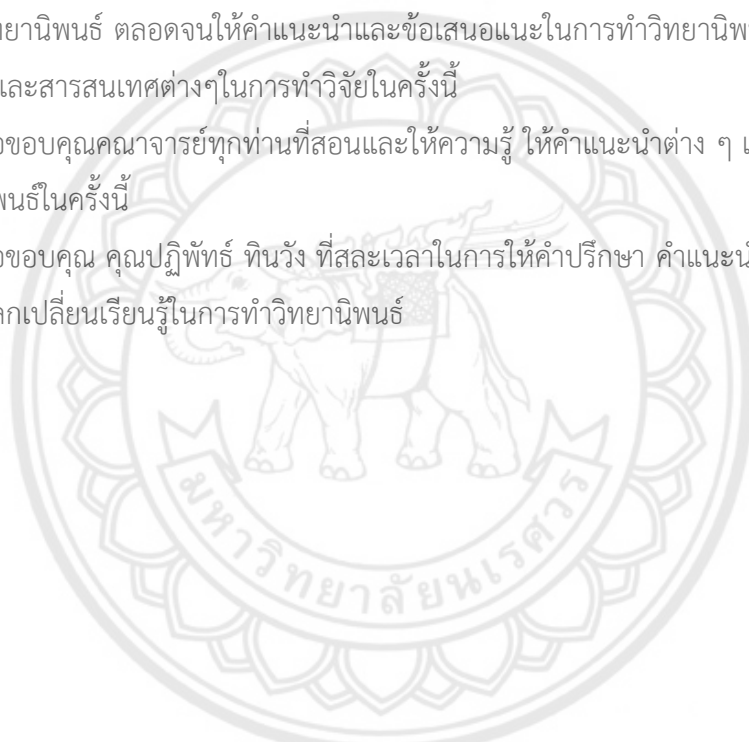 ทยานิพนธ์ ตลอดจนให้คำแนะนำและข้อเสนอแนะในการทำวิทยานิพ
และสารสนเทศต่างๆในการทำวิจัยในครั้งนี้
อขอบคุณคณาจารย์ทุกท่านที่สอนและให้ความรู้ ให้คำแนะนำต่าง ๆ แ
พนธ์ในครั้งนี้
อขอบคุณ คุณปฏิพัทธ์ ทินวัง ที่สละเวลาในการให้คำปรึกษา คำแนะน
ลกเปลี่ยนเรียนรู้ในการทำวิทยานิพนธ์
มหาวิทยาลัยนเรศวร